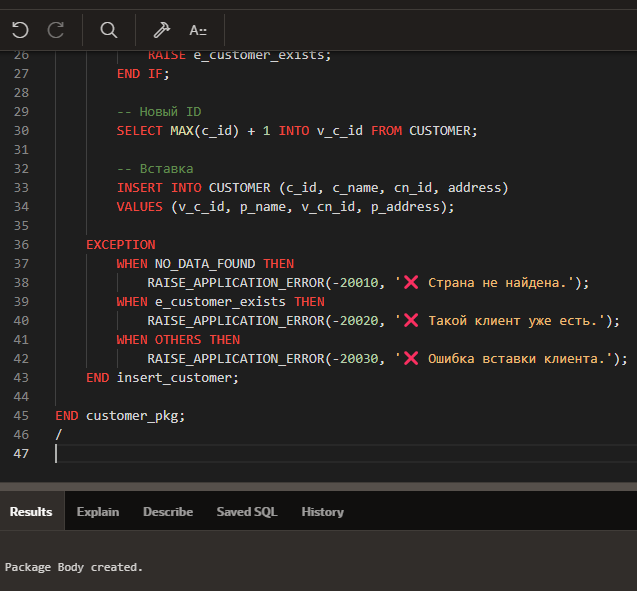 A
26 RAISE e_customer_exists;
27 END IF;
28
29 -- Новый ID
30 SELECT MAX(c_id) + 1 INTO v_c_id FROM CUSTOMER;
31
32 -- Вставка
33 INSERT INTO CUSTOMER (c_id, c_name, cn_id, address)
34 VALUES (v_c_id, p_name, v_cn_id, p_address);
35
36 EXCEPTION
37 WHEN NO_DATA_FOUND THEN
38 RAISE_APPLICATION_ERROR(-20010, '❌ Страна не найдена.');
39 WHEN e_customer_exists THEN
40 RAISE_APPLICATION_ERROR(-20020, '❌ Такой клиент уже есть.');
41 WHEN OTHERS THEN
42 RAISE_APPLICATION_ERROR(-20030, '❌ Ошибка вставки клиента.');
43 END insert_customer;
44
45 END customer_pkg;
46 /
47
Results Explain Describe Saved SQL History
Package Body created.